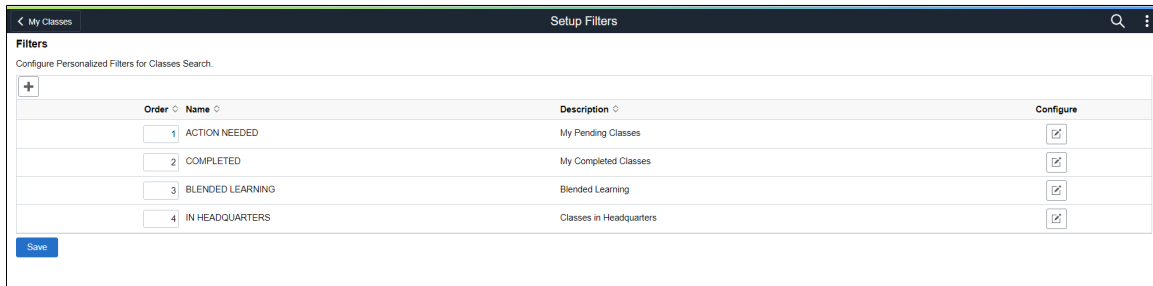 My Classes Setup Filters
Filters
Configure Personalized Filters for Classes Search.
Order Name Description Configure
1 ACTION NEEDED My Pending Classes
2 COMPLETED My Completed Classes
3 BLENDED LEARNING Blended Learning
4 IN HEADQUARTERS Classes in Headquarters
Save